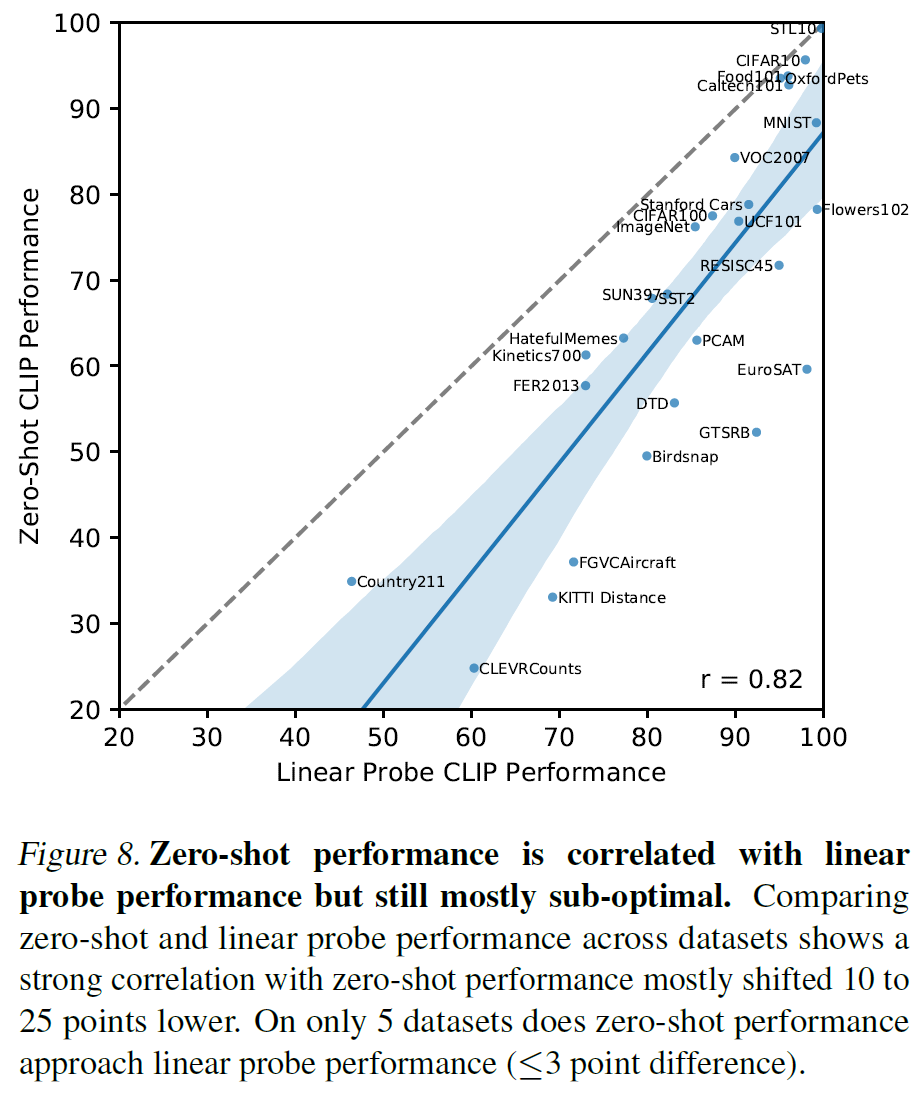 100
90
80
70
60
50
40
30
20
Zero-Shot CLIP Performance
STL10
CIFAR10
Food101
OxfordPets
Caltech101
MNIST
VOC2007
Stanford Cars
CIFAR100
Flowers102
ImageNet
UCF101
RESISC45
SUN397
SST2
HatefulMemes
PCAM
Kinetics700
EuroSAT
FER2013
DTD
GTSRB
Birdsnap
Country211
FGVCAircraft
KITTI Distance
CLEVRCounts
r = 0.82
20 30 40 50 60 70 80 90 100
Linear Probe CLIP Performance
Figure 8. Zero-shot performance is correlated with linear
probe performance but still mostly sub-optimal. Comparing
zero-shot and linear probe performance across datasets shows a
strong correlation with zero-shot performance mostly shifted 10 to
25 points lower. On only 5 datasets does zero-shot performance
approach linear probe performance (≤3 point difference).